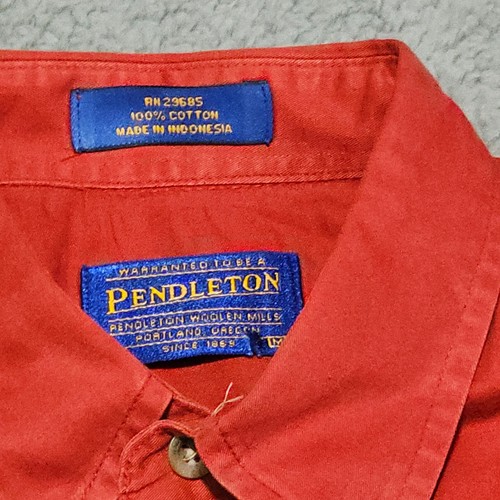 RN 29685
100% COTTON
MADE IN INDONESIA
WARRANTED TO BE A
PENDLETON
PENDLETON WOOLEN MILLS
PORTLAND, OREGON
SINCE 1863
M